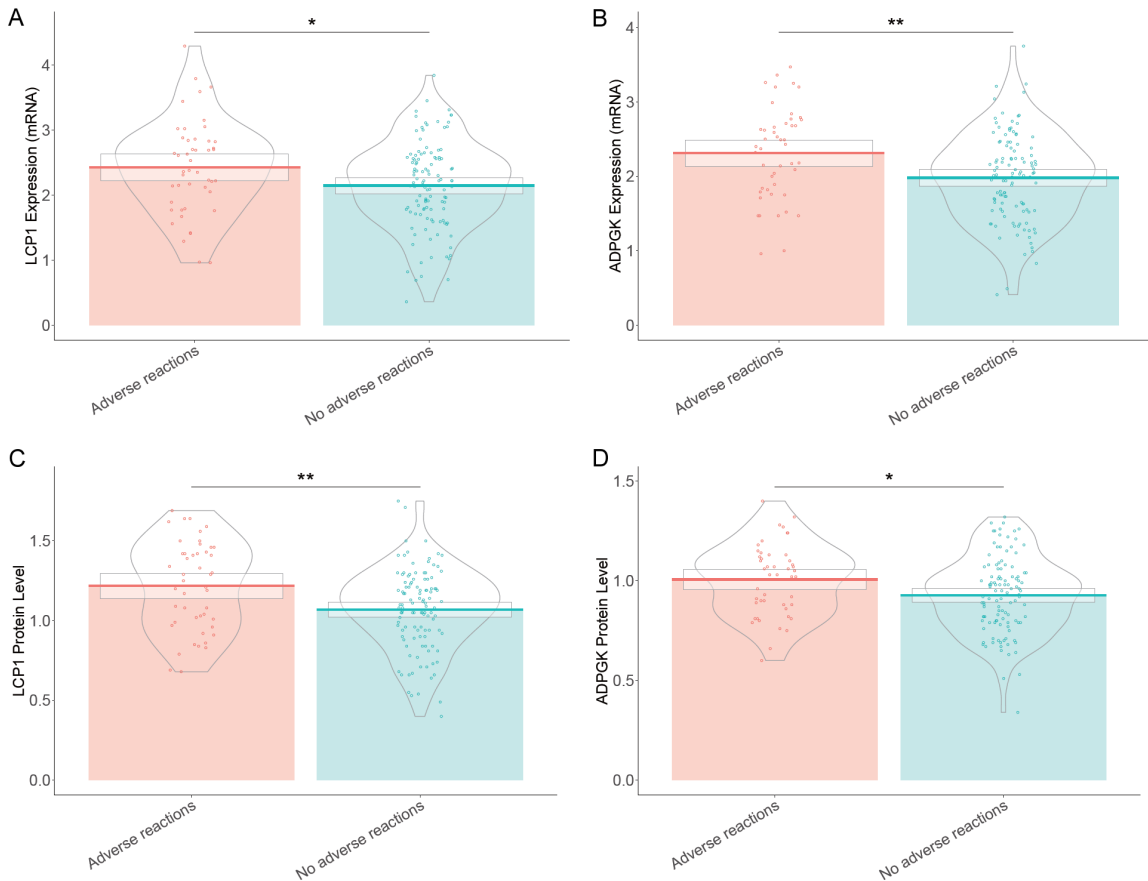 A
*
LCP1 Expression (mRNA)
4
3
2
1
0
Adverse reactions
No adverse reactions
B
**
ADPGK Expression (mRNA)
4
3
2
1
0
Adverse reactions
No adverse reactions
C
**
LCP1 Protein Level
1.5
1.0
0.5
0.0
Adverse reactions
No adverse reactions
D
*
ADPGK Protein Level
1.5
1.0
0.5
0.0
Adverse reactions
No adverse reactions